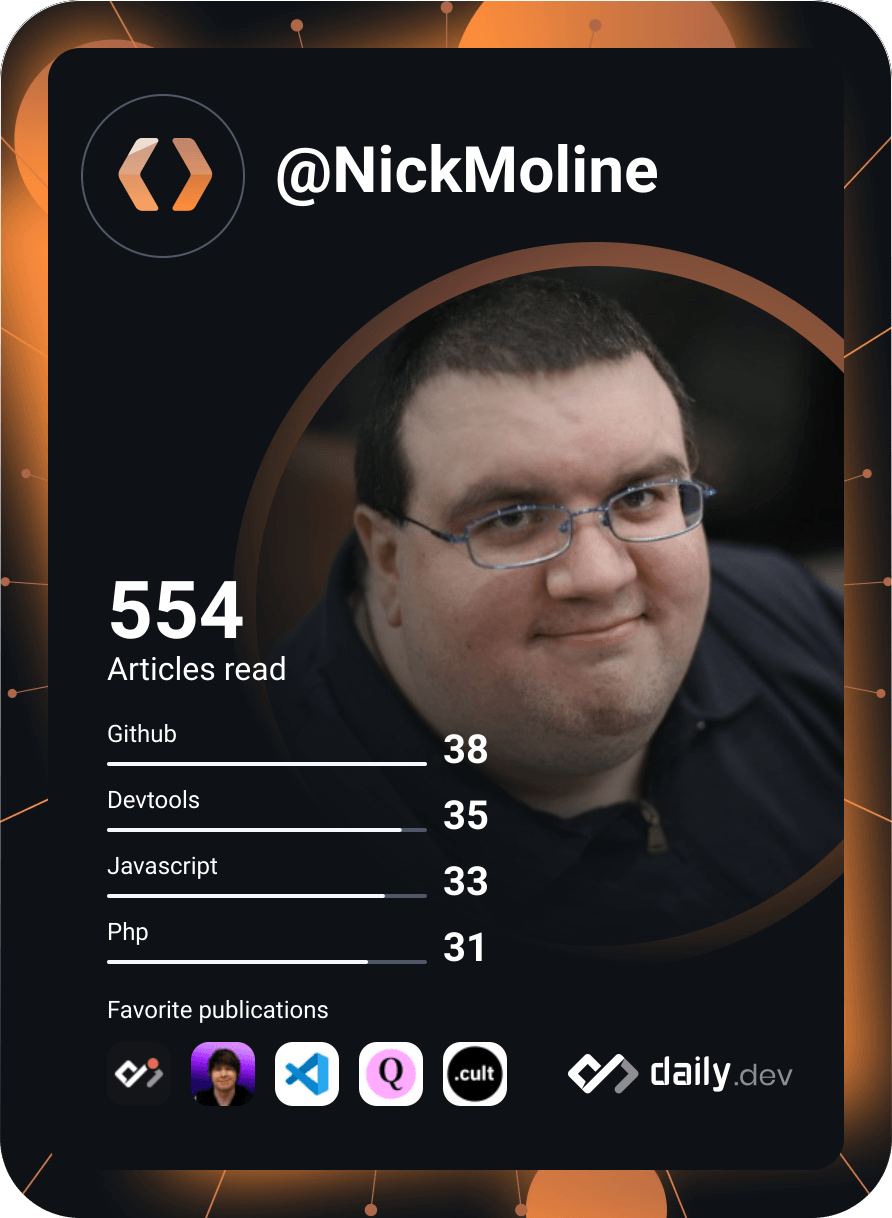 @NickMoline
554
Articles read
Github
38
Devtools
35
Javascript
33
Php
31
Favorite publications
Q
.cult
daily.dev